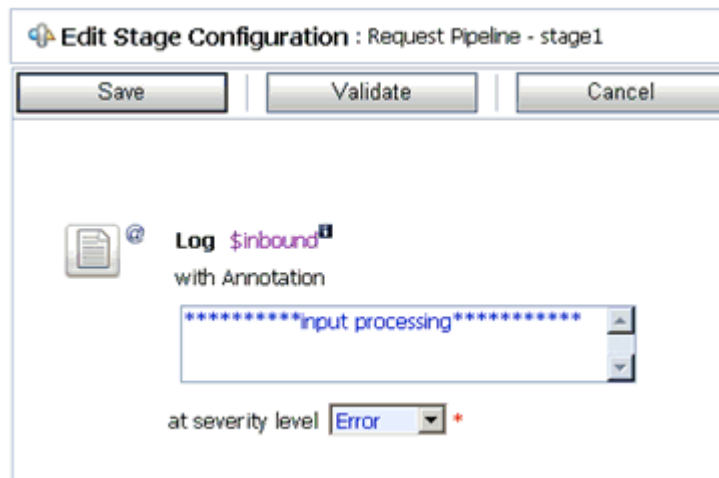 Edit Stage Configuration : Request Pipeline - stage1
Save Validate Cancel
@ Log $inbound i
with Annotation
**********input processing***********
at severity level Error *